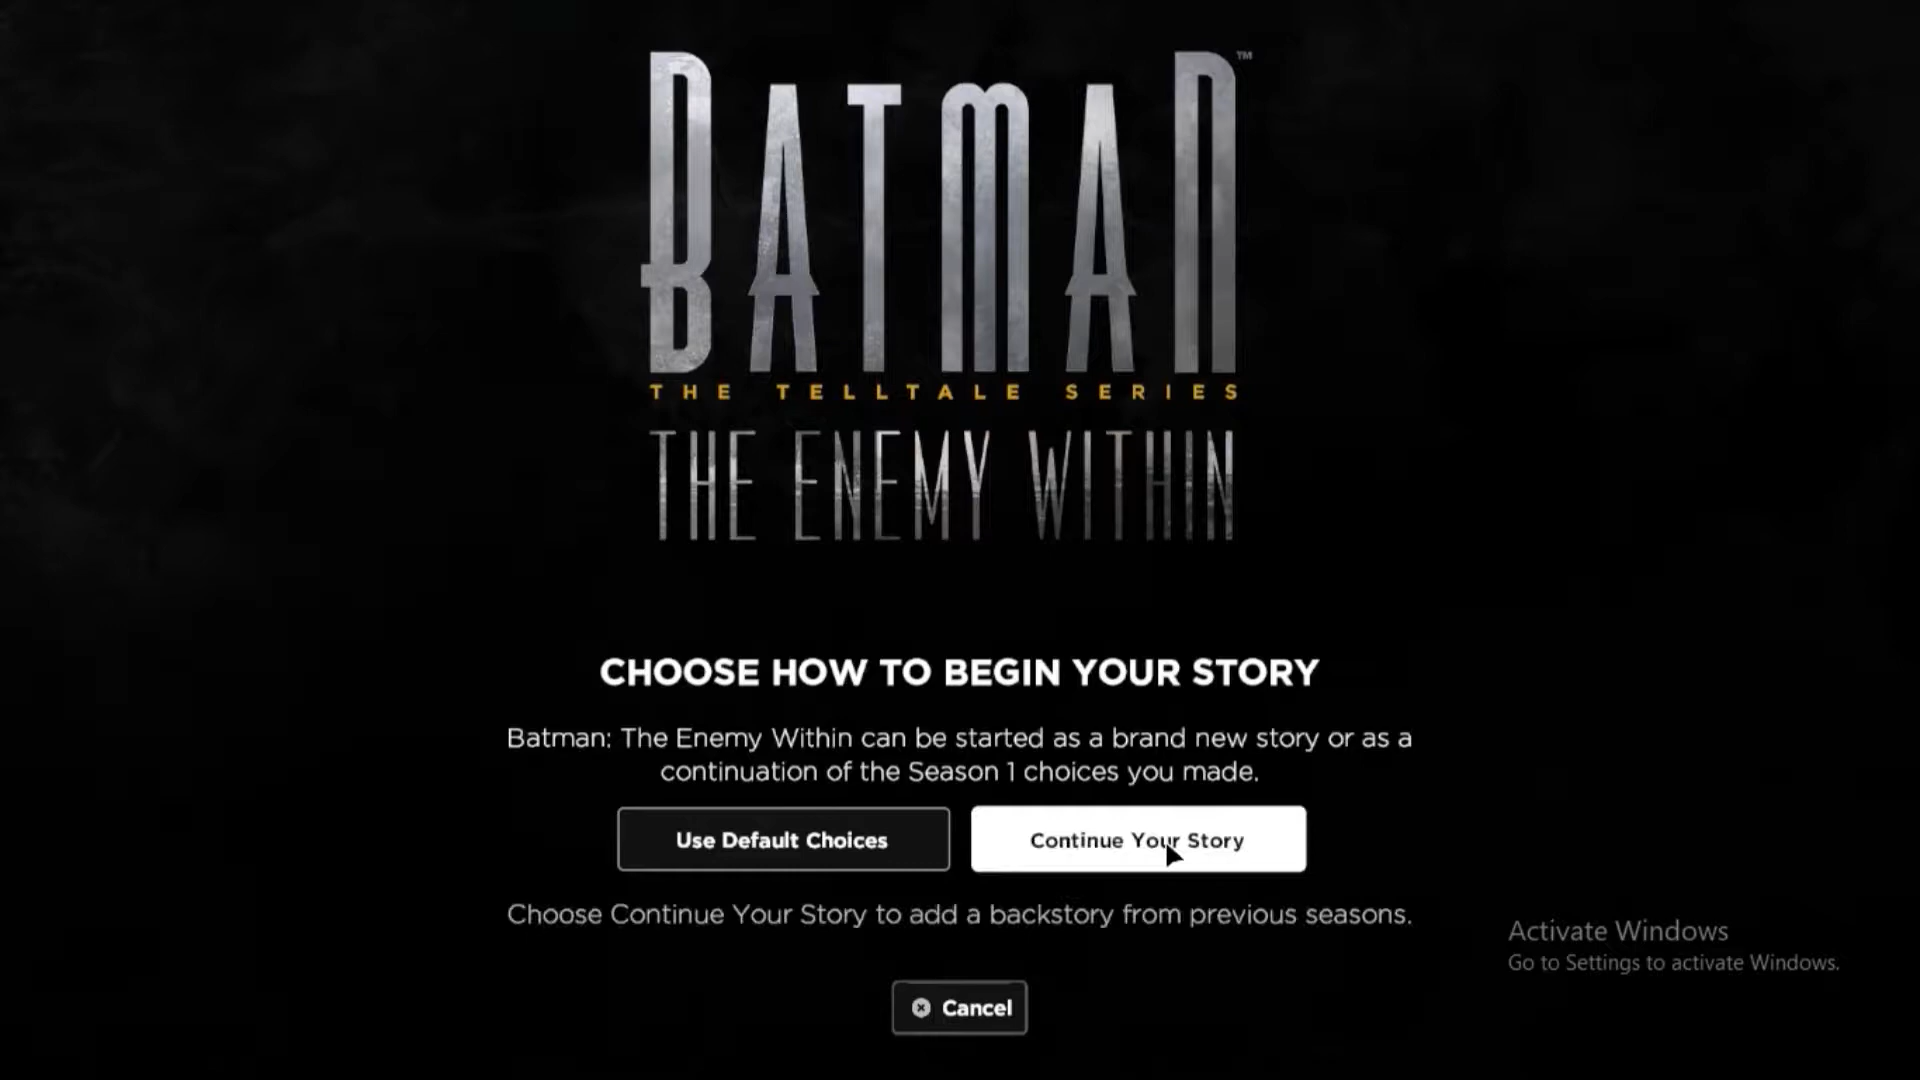 BATMAN™
THE TELLTALE SERIES
THE ENEMY WITHIN
CHOOSE HOW TO BEGIN YOUR STORY
Batman: The Enemy Within can be started as a brand new story or as a
continuation of the Season 1 choices you made.
Use Default Choices
Continue Your Story
Choose Continue Your Story to add a backstory from previous seasons.
Activate Windows
Go to Settings to activate Windows.
Cancel